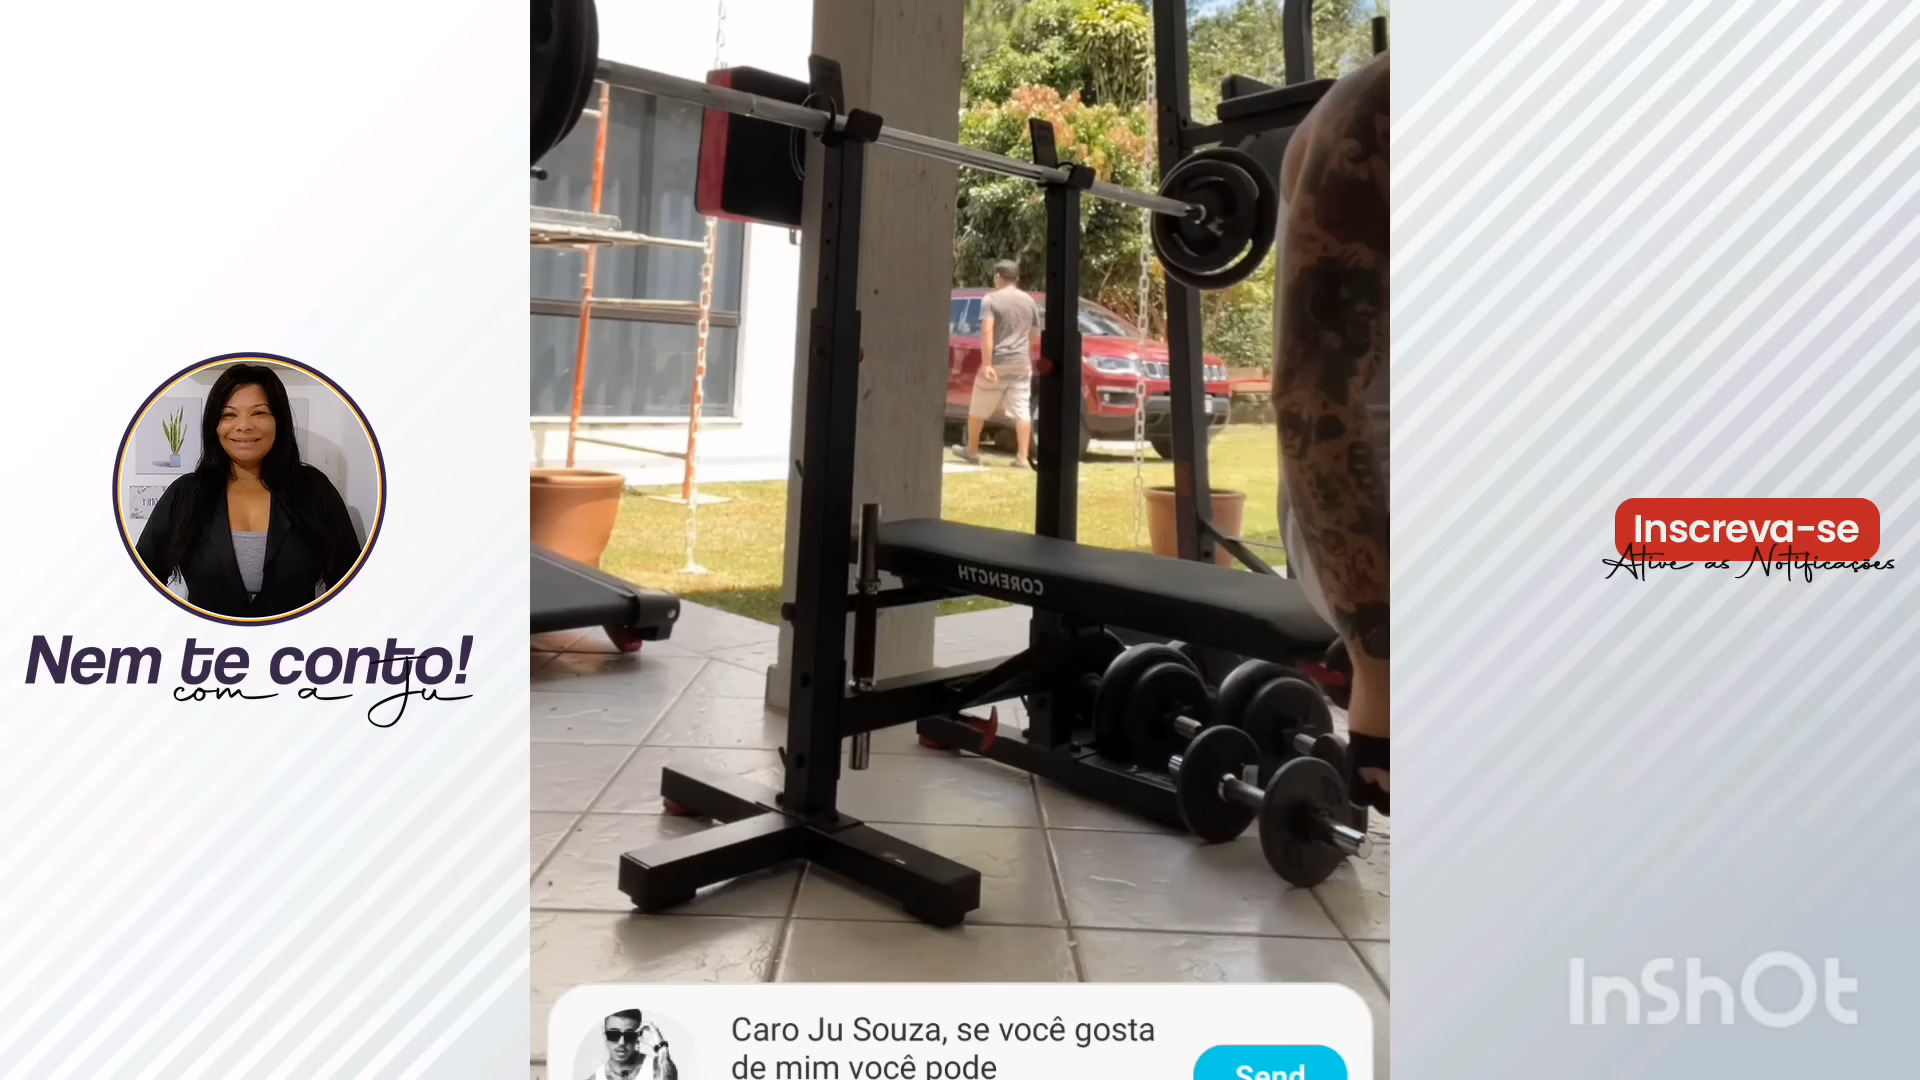 Nem te conto!
com a Ju
CORENGTH
Caro Ju Souza, se você gosta
de mim você pode
Send
Inscreva-se
Ative as Notificações
InShOt